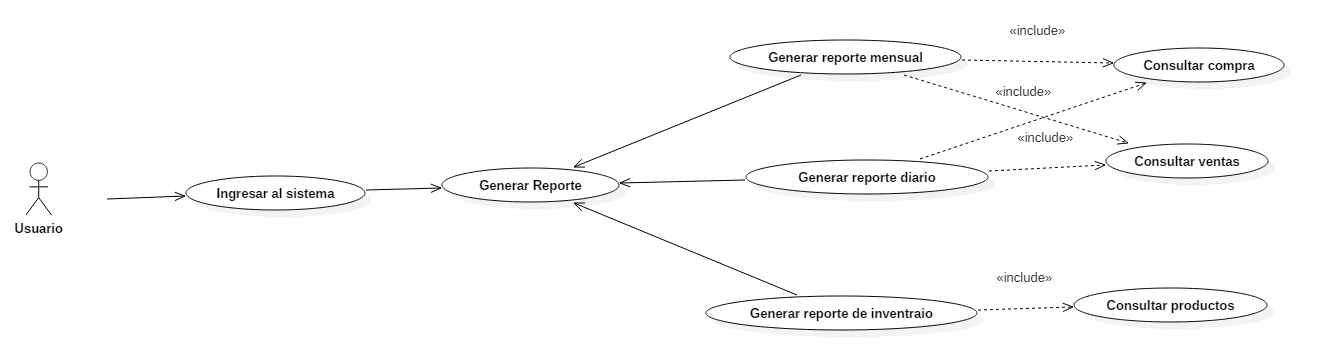 «include»
Generar reporte mensual
Consultar compra
«include»
«include»
Consultar ventas
Generar reporte diario
Generar Reporte
Ingresar al sistema
Usuario
«include»
Generar reporte de inventraio
Consultar productos